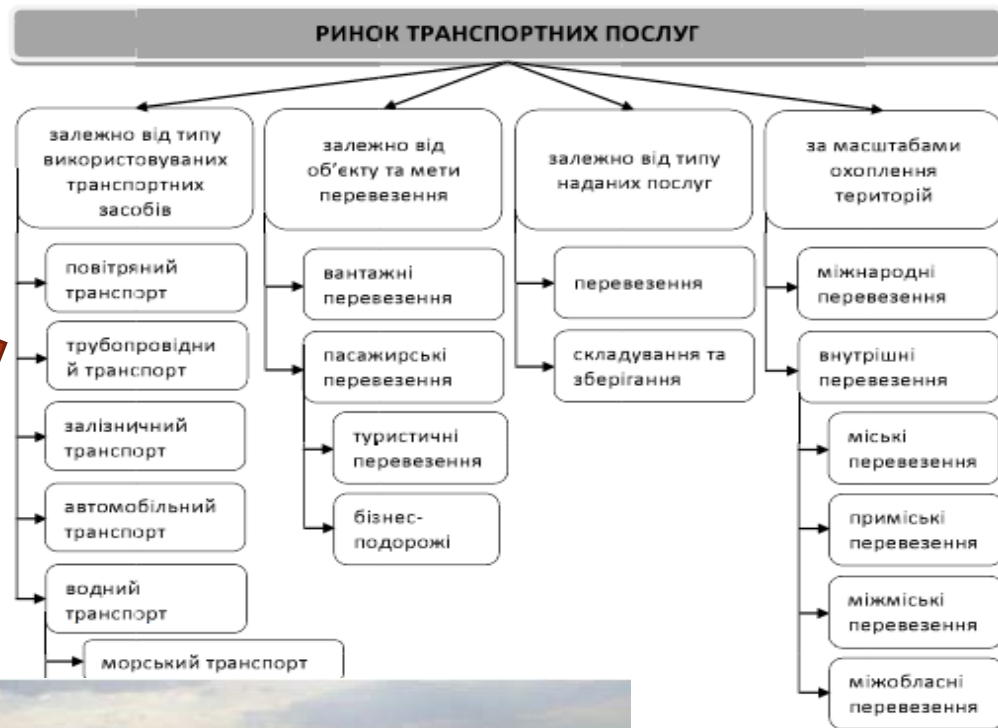 РИНОК ТРАНСПОРТНИХ ПОСЛУГ
залежно від типу
використовуваних
транспортних
засобів
повітряний
транспорт
трубопровідни
й транспорт
залізничний
транспорт
автомобільний
транспорт
водний
транспорт
морський транспорт
залежно від
об’єкту та мети
перевезення
вантажні
перевезення
пасажирські
перевезення
туристичні
перевезення
бізнес-
подорожі
залежно від типу
наданих послуг
перевезення
складування та
зберігання
за масштабами
охоплення
територій
міжнародні
перевезення
внутрішні
перевезення
міські
перевезення
приміські
перевезення
міжміські
перевезення
міжобласні
перевезення